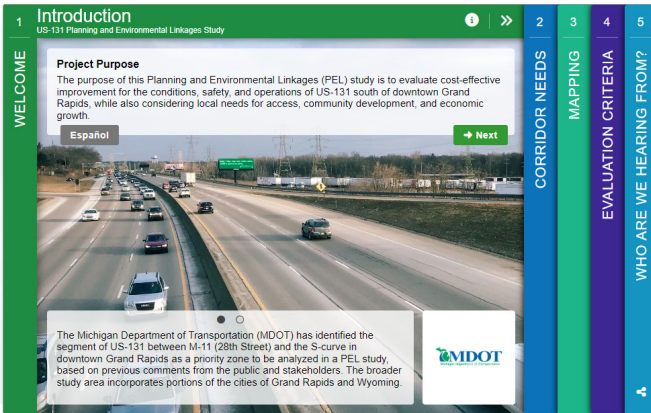 1
Introduction
US-131 Planning and Environmental Linkages Study
WELCOME
Project Purpose
The purpose of this Planning and Environmental Linkages (PEL) study is to evaluate cost-effective
improvement for the conditions, safety, and operations of US-131 south of downtown Grand
Rapids, while also considering local needs for access, community development, and economic
growth.
Español
Next
The Michigan Department of Transportation (MDOT) has identified the
segment of US-131 between M-11 (28th Street) and the S-curve in
downtown Grand Rapids as a priority zone to be analyzed in a PEL study,
based on previous comments from the public and stakeholders. The broader
study area incorporates portions of the cities of Grand Rapids and Wyoming.
MDOT
Michigan Department of Transportation
2
CORRIDOR NEEDS
3
MAPPING
4
EVALUATION CRITERIA
5
WHO ARE WE HEARING FROM?